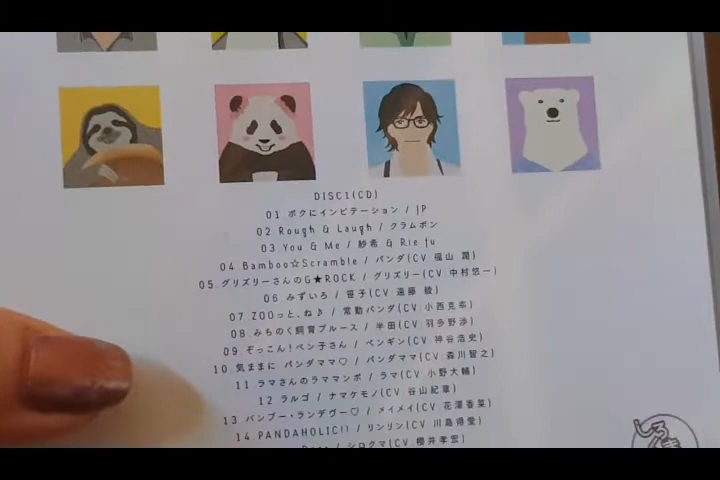 DISC1(CD)
01. ボクにインビテーション / JP
02 Rough & Laugh / クラムボン
03 You & Me / 紗希 & Rie fu
04 Bamboo☆Scramble / パンダ(CV 福山 潤)
05 グリズリーさんのG★ROCK / グリズリー(CV 中村悠一)
06 みずいろ / 笹子(CV 遠藤 綾)
07 ZOOっと、ね♪ / 常勤パンダ(CV 小西克幸)
08 みちのく飼育ブルース / 半田(CV 羽多野渉)
09 ぞっこん!ペン子さん / ペンギン(CV 神谷浩史)
10 気ままに パンダママ♡ / パンダママ(CV 森川智之)
11 ラマさんのラママンボ / ラマ(CV 小野大輔)
12 ラルゴ / ナマケモノ(CV 谷山紀章)
13 バンブー・ランデヴー♡ / メイメイ(CV 花澤香菜)
14 PANDAHOLIC!! / リンリン(CV 川島得愛)
/ シロクマ(CV 櫻井孝宏)